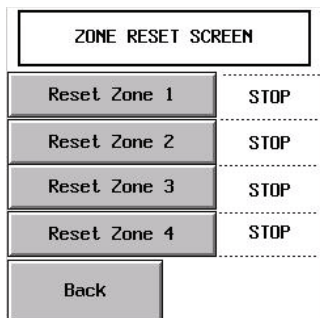 ZONE RESET SCREEN
Reset Zone 1 STOP
Reset Zone 2 STOP
Reset Zone 3 STOP
Reset Zone 4 STOP
Back